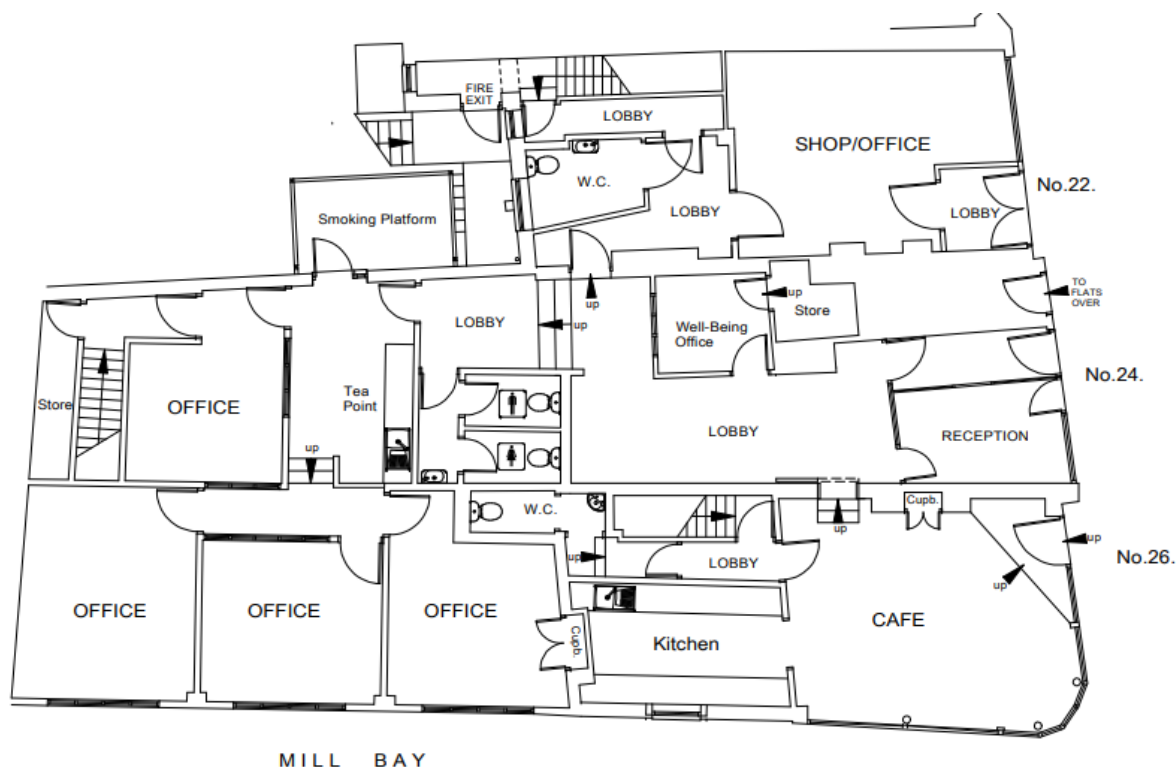 FIRE
EXIT
LOBBY
SHOP/OFFICE
W.C.
No.22.
Smoking Platform
LOBBY
LOBBY
up
TO
FLATS
OVER
up
up
LOBBY
Well-Being
Office
Store
No.24.
Store
OFFICE
Tea
Point
LOBBY
RECEPTION
up
W.C.
Cupb.
up
up
No.26.
up
LOBBY
up
OFFICE
OFFICE
OFFICE
CAFE
Cupb.
Kitchen
MILL BAY